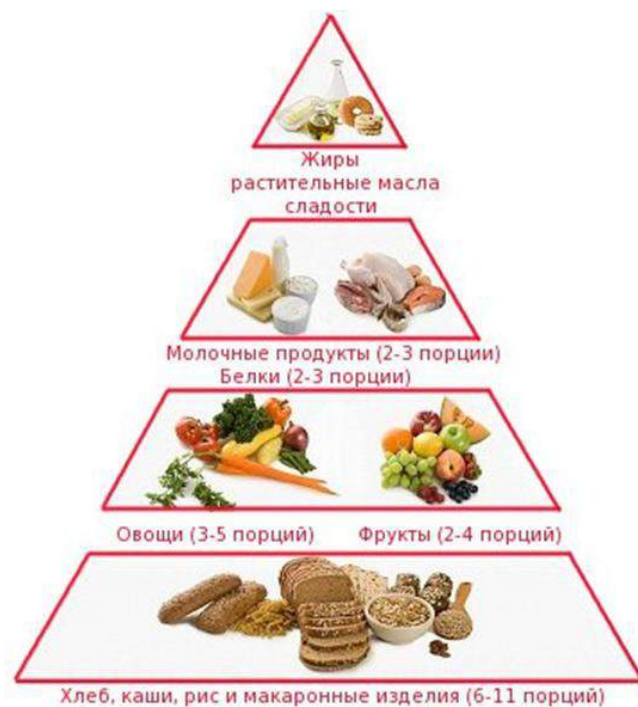 Жиры
растительные масла
сладости
Молочные продукты (2-3 порции)
Белки (2-3 порции)
Овощи (3-5 порций)
Фрукты (2-4 порций)
Хлеб, каши, рис и макаронные изделия (6-11 порций)